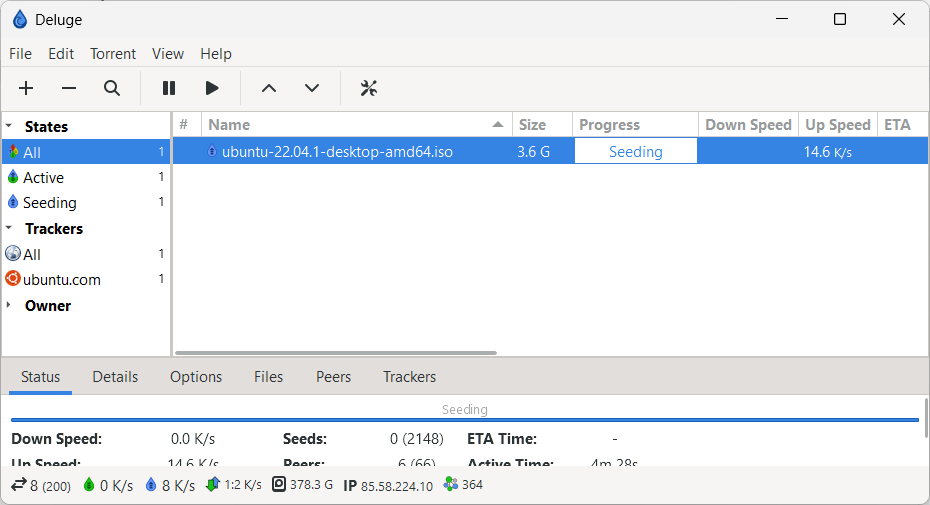 Deluge
File Edit Torrent View Help
States
All 1
Active 1
Seeding 1
Trackers
All 1
ubuntu.com 1
Owner
# Name Size Progress Down Speed Up Speed ETA
ubuntu-22.04.1-desktop-amd64.iso 3.6 G Seeding 14.6 K/s
Status Details Options Files Peers Trackers
Seeding
Down Speed: 0.0 K/s Seeds: 0 (2148) ETA Time: -
Up Speed: 14.6 K/s Peers: 6 (66) Active Time: 4m 28s
8 (200) 0 K/s 8 K/s 1:2 K/s 378.3 G IP 85.58.224.10 364